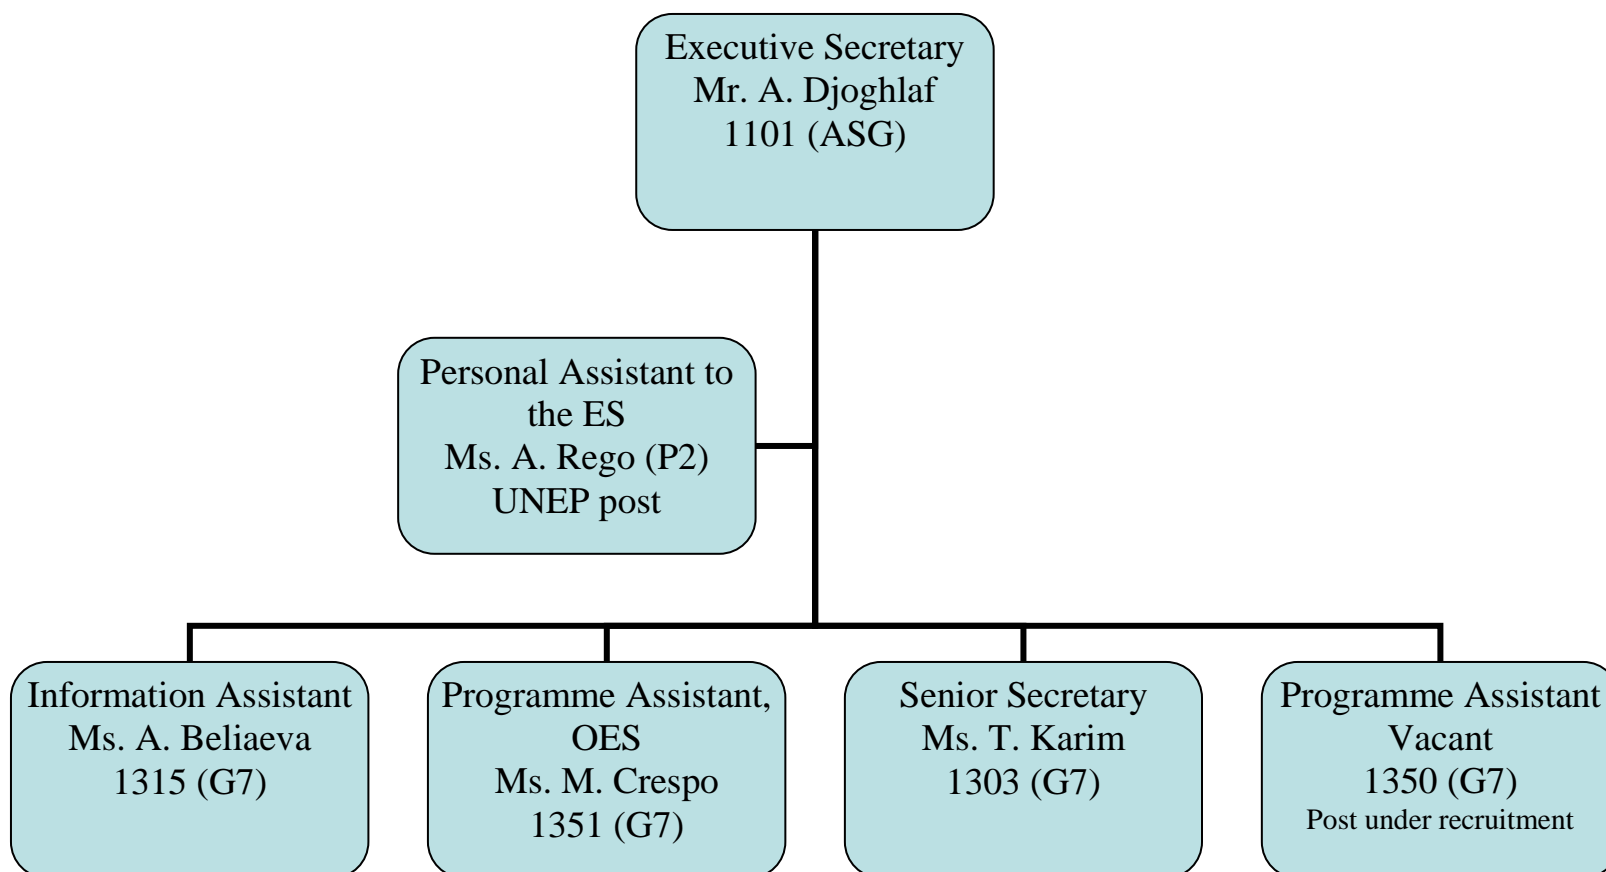 Executive Secretary
Mr. A. Djoghlaf
1101 (ASG)
Personal Assistant to
the ES
Ms. A. Rego (P2)
UNEP post
Information Assistant
Ms. A. Beliaeva
1315 (G7)
Programme Assistant,
OES
Ms. M. Crespo
1351 (G7)
Senior Secretary
Ms. T. Karim
1303 (G7)
Programme Assistant
Vacant
1350 (G7)
Post under recruitment